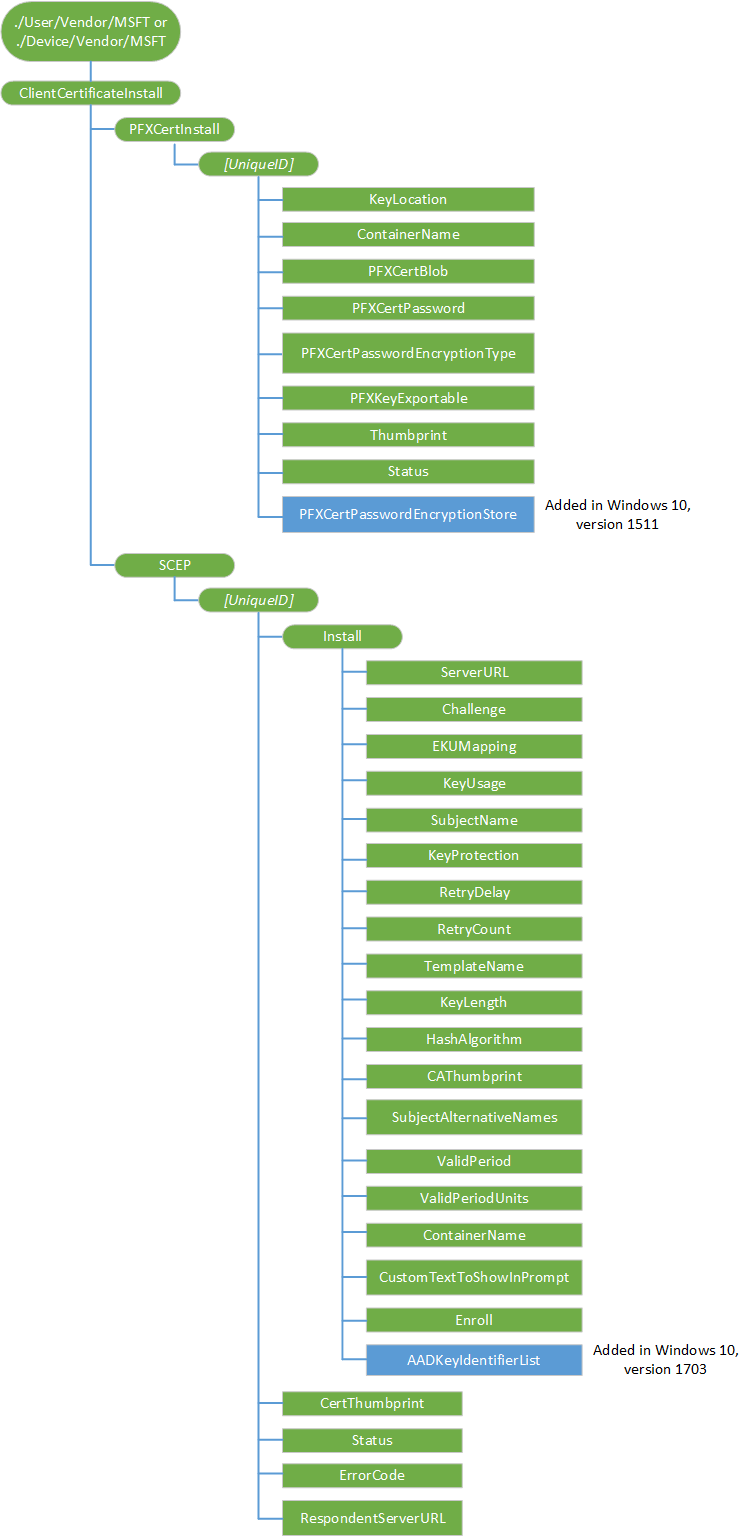 ./User/Vendor/MSFT or
./Device/Vendor/MSFT
ClientCertificateInstall
PFXCertInstall
[UniqueID]
KeyLocation
ContainerName
PFXCertBlob
PFXCertPassword
PFXCertPasswordEncryptionType
PFXKeyExportable
Thumbprint
Status
PFXCertPasswordEncryptionStore
Added in Windows 10,
version 1511
SCEP
[UniqueID]
Install
ServerURL
Challenge
EKUMapping
KeyUsage
SubjectName
KeyProtection
RetryDelay
RetryCount
TemplateName
KeyLength
HashAlgorithm
CAThumbprint
SubjectAlternativeNames
ValidPeriod
ValidPeriodUnits
ContainerName
CustomTextToShowInPrompt
Enroll
AADKeyIdentifierList
Added in Windows 10,
version 1703
CertThumbprint
Status
ErrorCode
RespondentServerURL